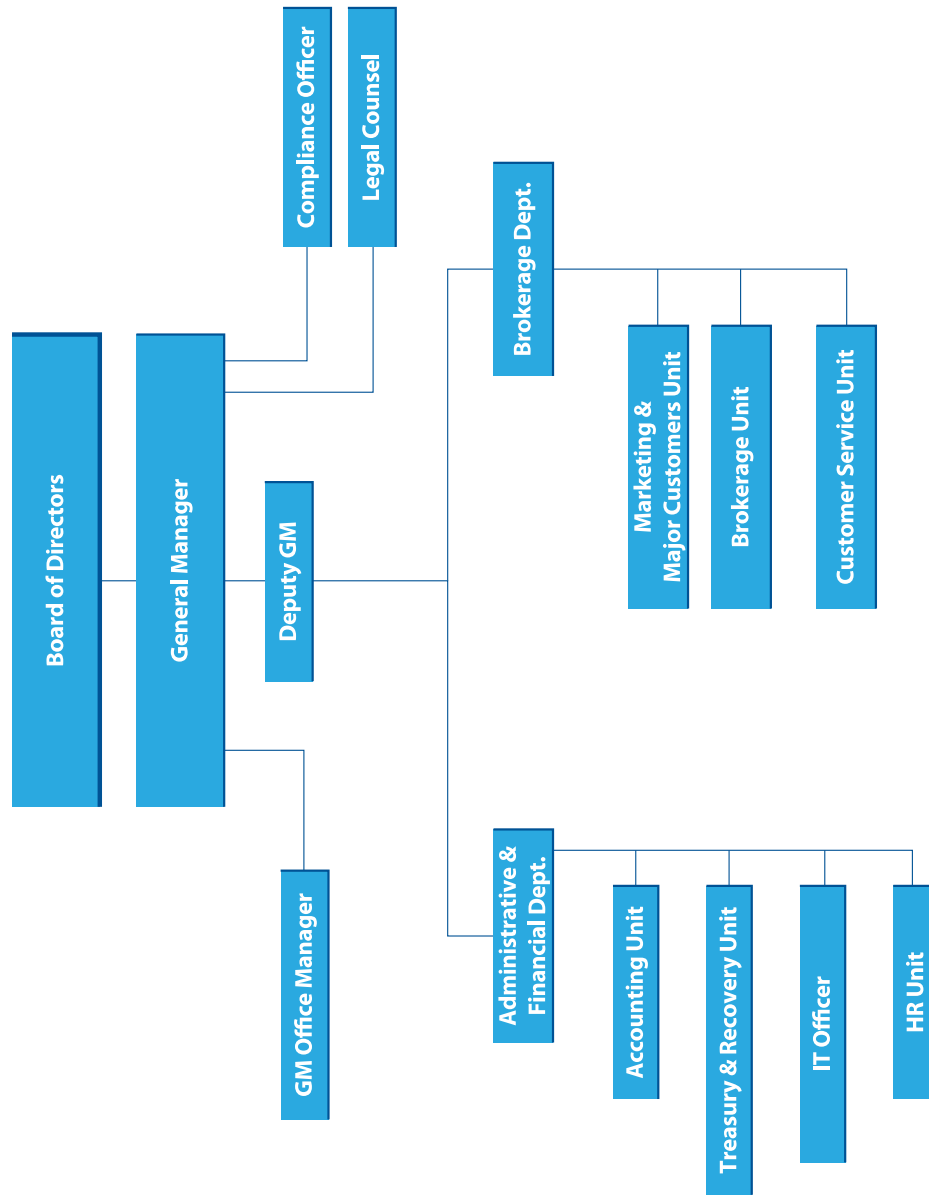 Board of Directors
General Manager
Compliance Officer
Legal Counsel
GM Office Manager
Deputy GM
Administrative &
Financial Dept.
Accounting Unit
Treasury & Recovery Unit
IT Officer
HR Unit
Brokerage Dept.
Marketing &
Major Customers Unit
Brokerage Unit
Customer Service Unit